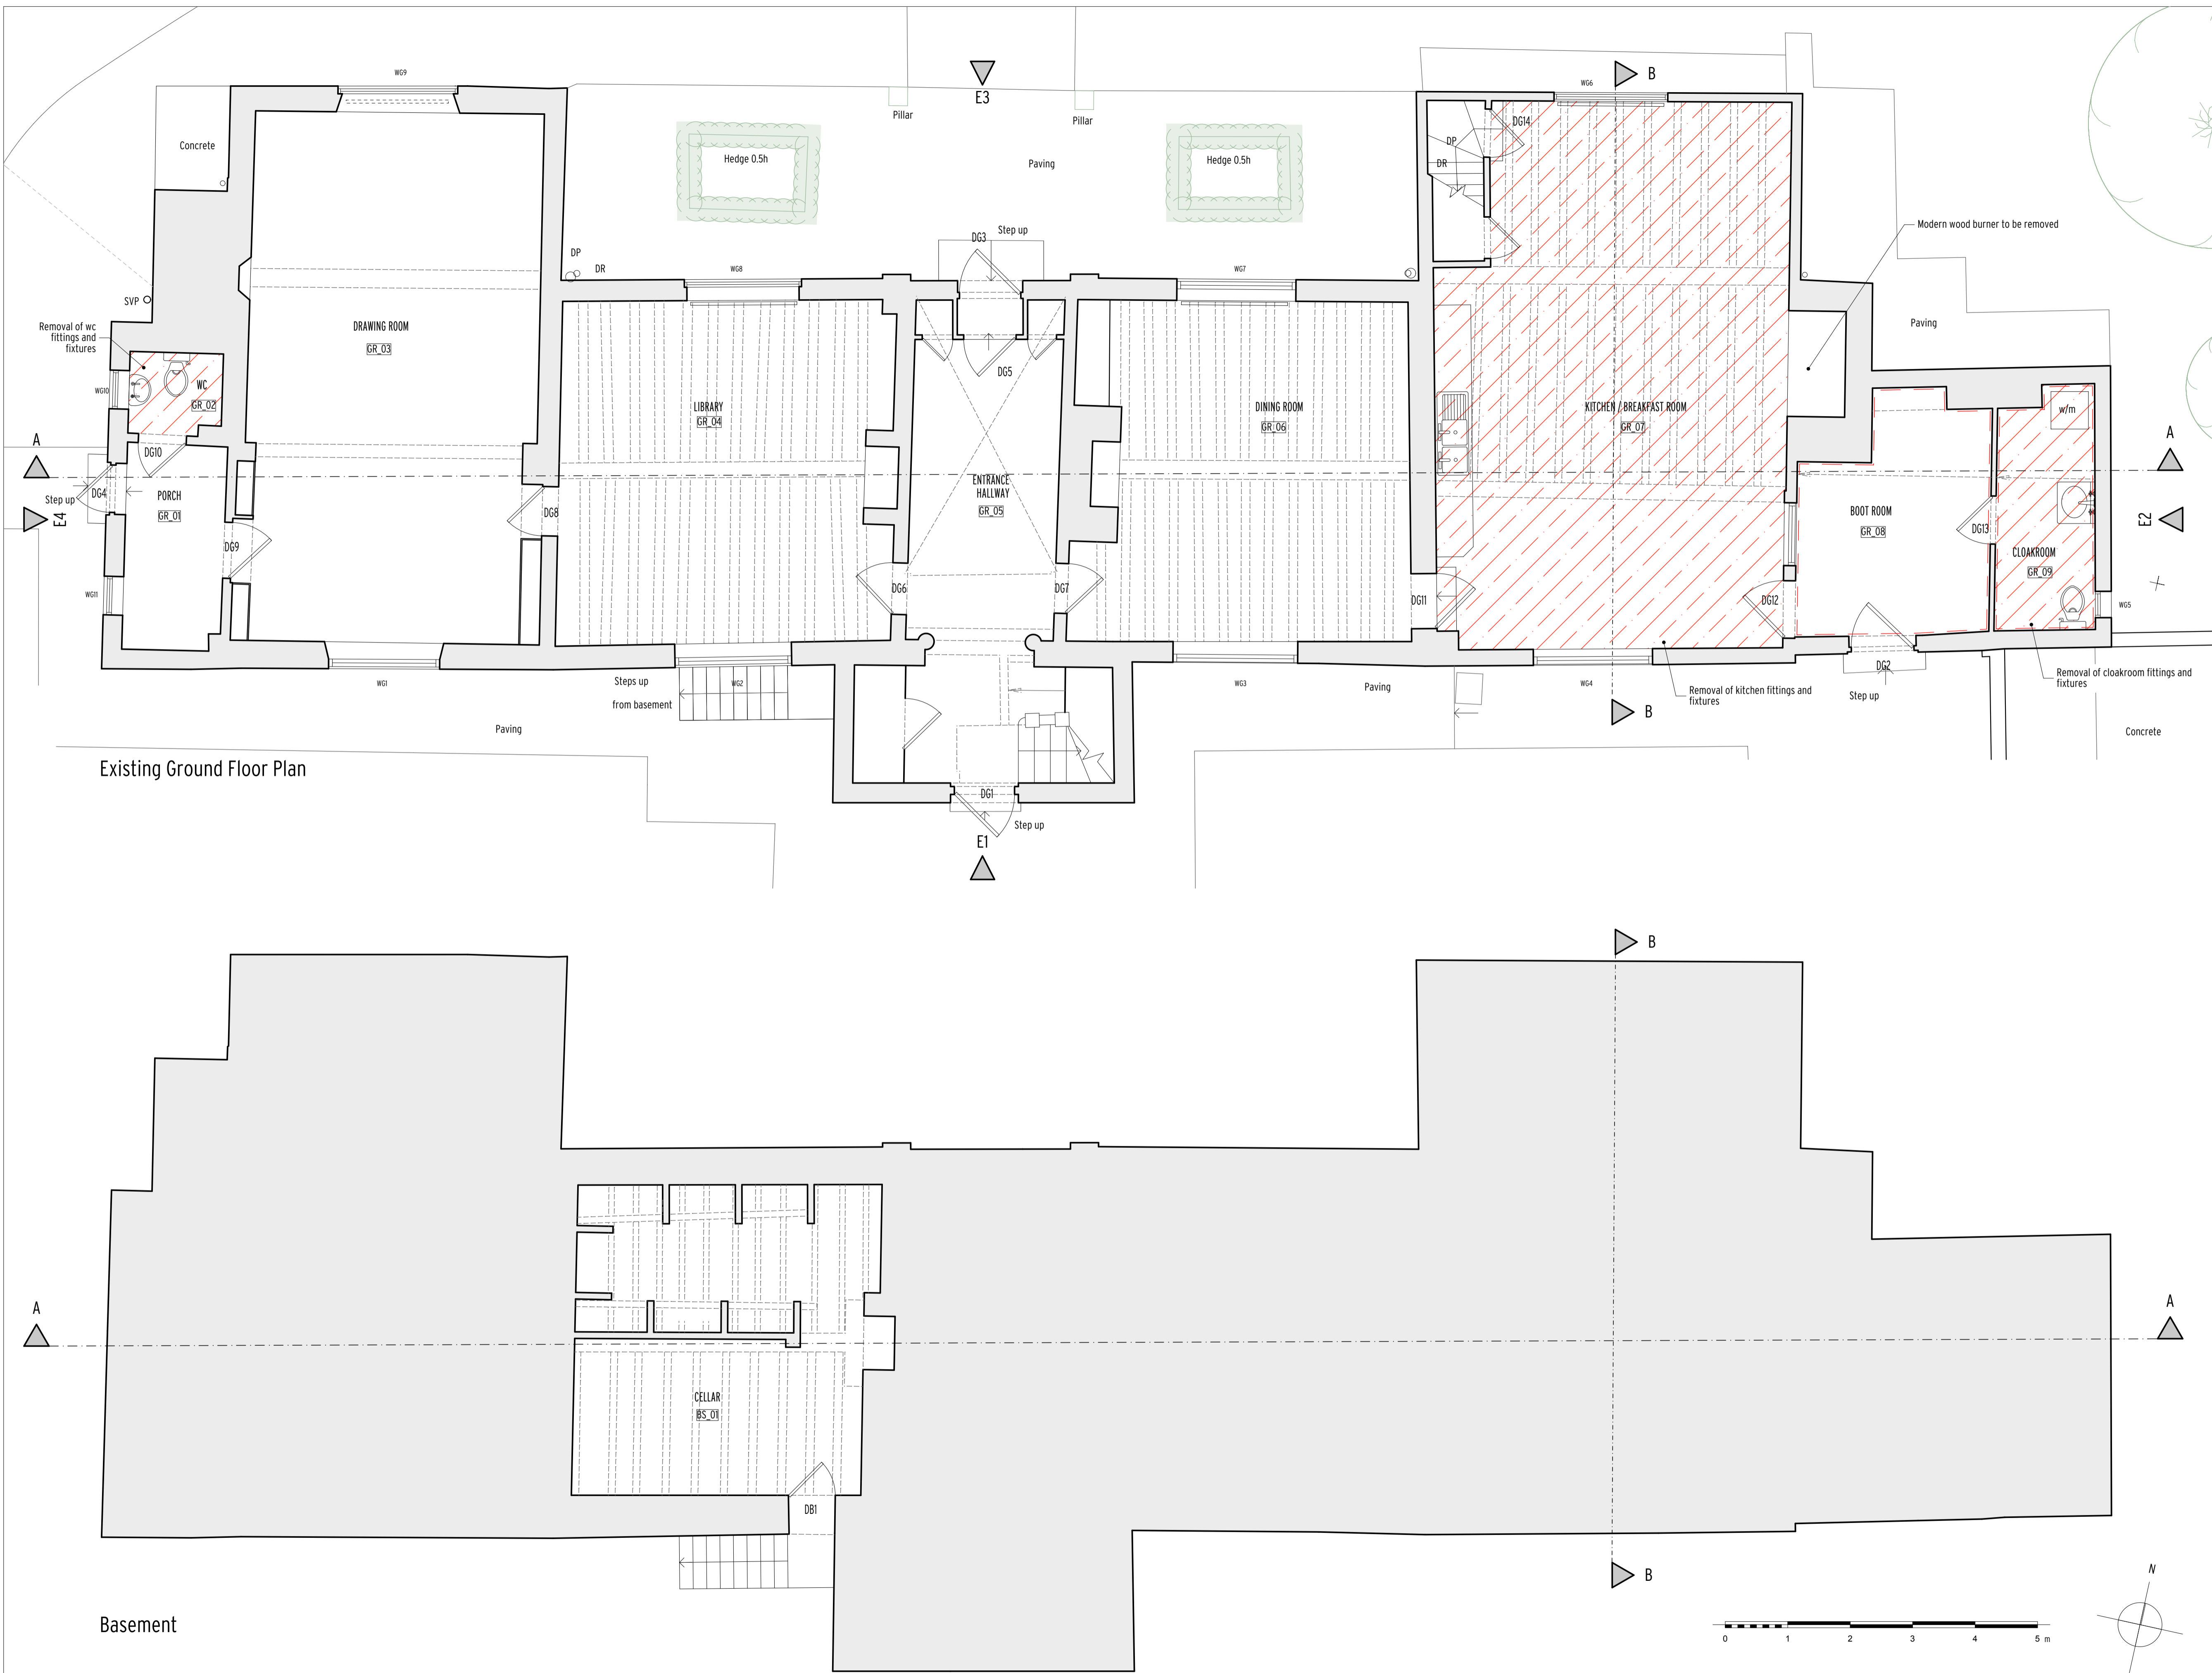 WG9
E3
B
WG6
Concrete
Pillar
Pillar
DG14
Hedge 0.5h
Paving
Hedge 0.5h
DP
DR
Modern wood burner to be removed
DG3
Step up
DP
DR
WG8
WG7
SVP
Removal of wc
fittings and
fixtures
DRAWING ROOM
GR_03
Paving
DG5
WC
GR_02
WG10
LIBRARY
GR_04
DINING ROOM
GR_06
KITCHEN / BREAKFAST ROOM
GR_07
w/m
A
A
DG10
DG4
Step up
PORCH
GR_01
ENTRANCE
HALLWAY
GR_05
E4
DG8
BOOT ROOM
GR_08
DG13
E2
DG9
CLOAKROOM
GR_09
WG11
DG6
DG7
DG11
DG12
WG5
DG2
Steps up
from basement
WG1
WG2
WG3
Paving
WG4
Removal of kitchen fittings and
fixtures
Step up
Removal of cloakroom fittings and
fixtures
B
Paving
Concrete
Existing Ground Floor Plan
DG1
Step up
E1
B
A
A
CELLAR
BS_01
DB1
B
N
Basement
0 1 2 3 4 5 m